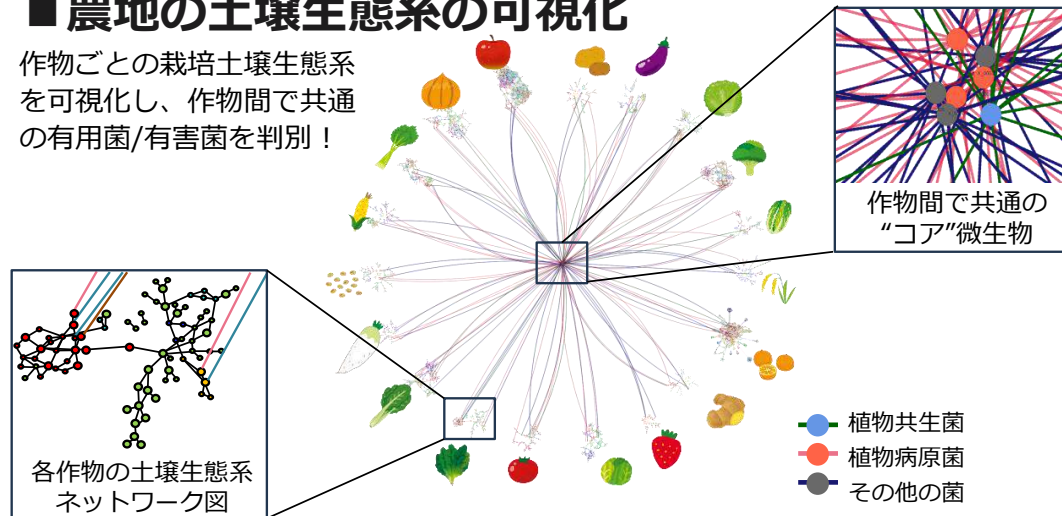 ■農地の土壌生態系の可視化
作物ごとの栽培土壌生態系
を可視化し、作物間で共通
の有用菌/有害菌を判別！
作物間で共通の
“コア”微生物
各作物の土壌生態系
ネットワーク図
植物共生菌
植物病原菌
その他の菌